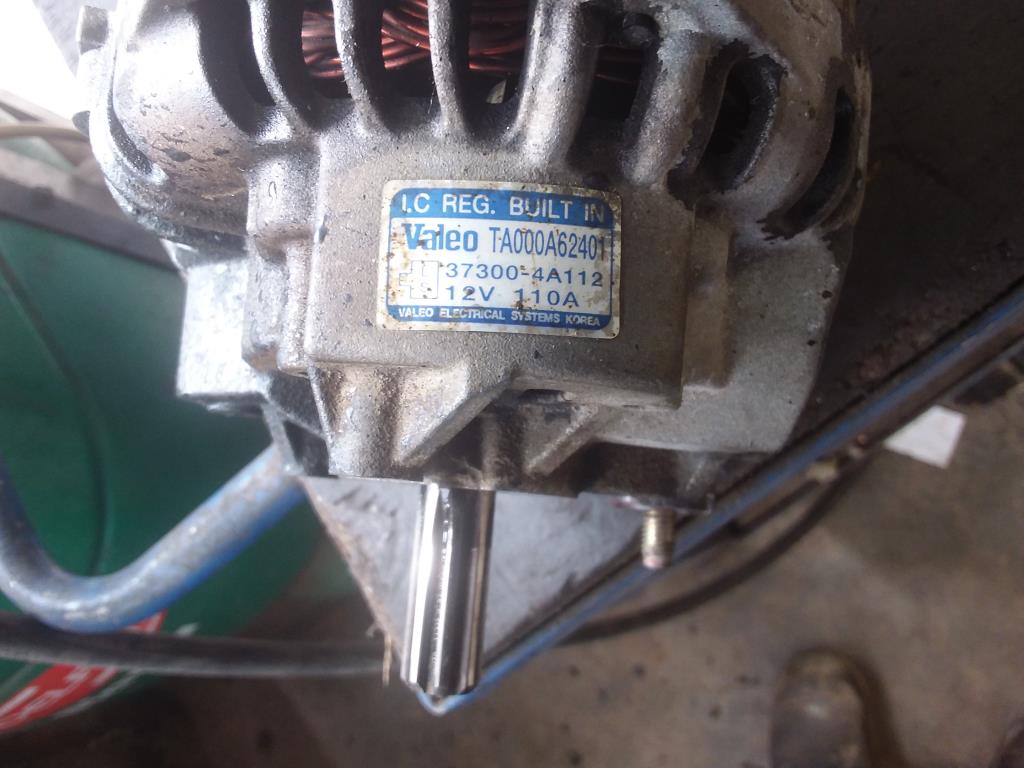 I.C REG. BUILT IN
Valeo TA000A62401
37300-4A112
12V 110A
VALEO ELECTRICAL SYSTEMS KOREA